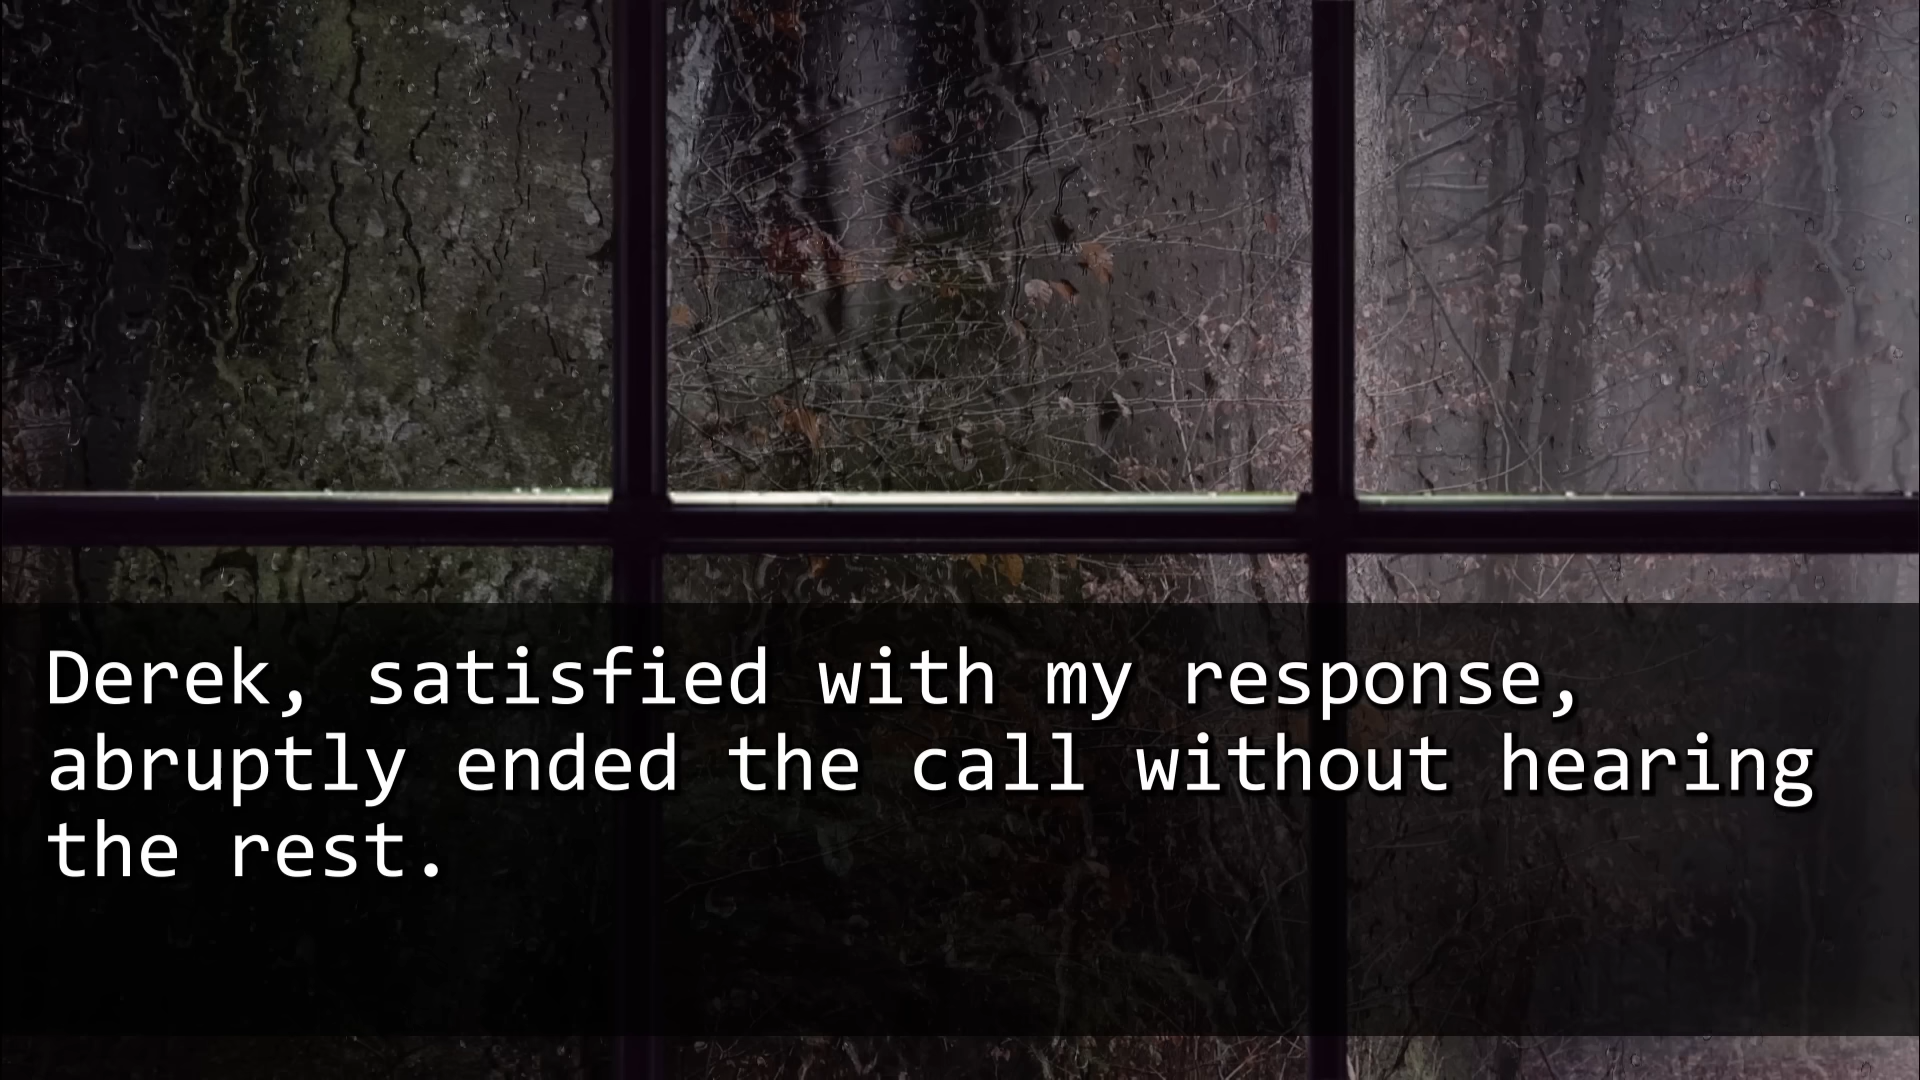 Derek, satisfied with my response,
abruptly ended the call without hearing
the rest.